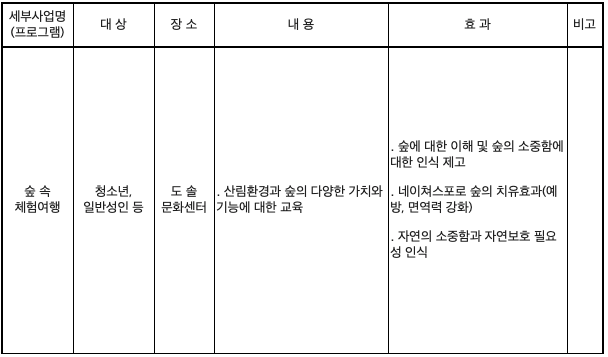 세부사업명
(프로그램)
대 상
장 소
내 용
효 과
비고
숲 속
체험여행
청소년,
일반성인 등
도 솔
문화센터
. 산림환경과 숲의 다양한 가치와
기능에 대한 교육
. 숲에 대한 이해 및 숲의 소중함에
대한 인식 제고
. 네이쳐스포로 숲의 치유효과(예
방, 면역력 강화)
. 자연의 소중함과 자연보호 필요
성 인식